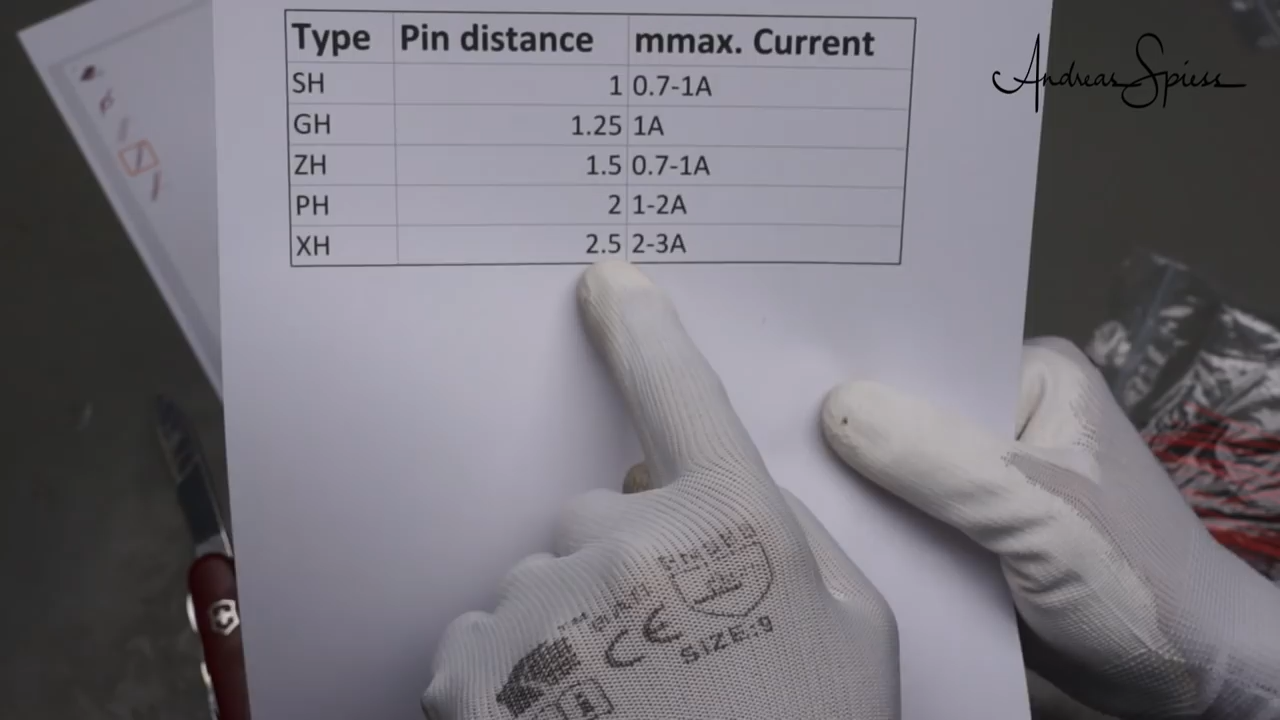 Type Pin distance mmax. Current
SH 1 0.7-1A
GH 1.25 1A
ZH 1.5 0.7-1A
PH 2 1-2A
XH 2.5 2-3A
Andreas Spiess
CE
SIZE:9